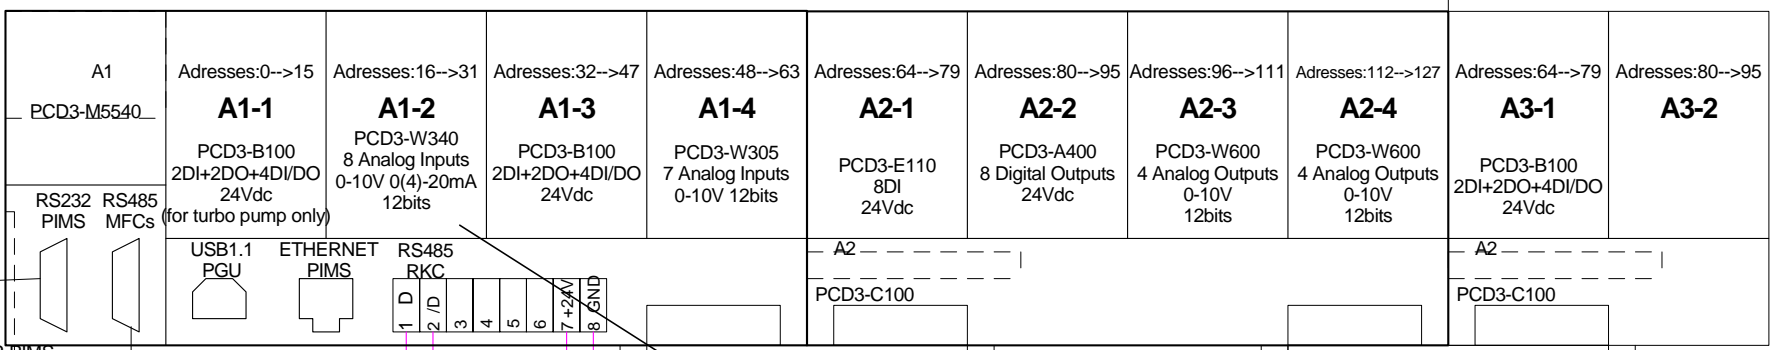 A1
PCD3-M5540
RS232
PIMS
RS485
MFCs
Adresses:0-->15
A1-1
PCD3-B100
2DI+2DO+4DI/DO
24Vdc
(for turbo pump only)
Adresses:16-->31
A1-2
PCD3-W340
8 Analog Inputs
0-10V 0(4)-20mA
12bits
Adresses:32-->47
A1-3
PCD3-B100
2DI+2DO+4DI/DO
24Vdc
Adresses:48-->63
A1-4
PCD3-W305
7 Analog Inputs
0-10V 12bits
Adresses:64-->79
A2-1
PCD3-E110
8DI
24Vdc
Adresses:80-->95
A2-2
PCD3-A400
8 Digital Outputs
24Vdc
Adresses:96-->111
A2-3
PCD3-W600
4 Analog Outputs
0-10V
12bits
Adresses:112-->127
A2-4
PCD3-W600
4 Analog Outputs
0-10V
12bits
Adresses:64-->79
A3-1
PCD3-B100
2DI+2DO+4DI/DO
24Vdc
Adresses:80-->95
A3-2
USB1.1
PGU
ETHERNET
PIMS
RS485
RKC
1 D
2 /D
3
4
5
6
7 +24V
8 GND
A2
PCD3-C100
A2
PCD3-C100
PIMS